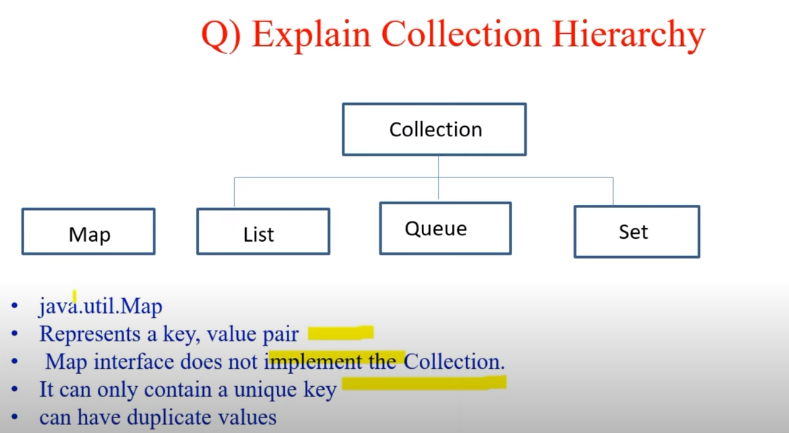 Q) Explain Collection Hierarchy
Collection
Map
List
Queue
Set
• java.util.Map
• Represents a key, value pair
• Map interface does not implement the Collection.
• It can only contain a unique key
• can have duplicate values